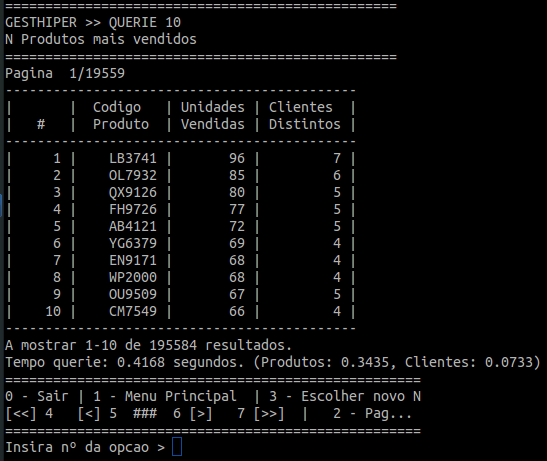 ==================================================
GESTHIPER >> QUERIE 10
N Produtos mais vendidos
==================================================
Pagina  1/19559
--------------------------------------------
|       |  Codigo   | Unidades | Clientes  |
|   #   |  Produto  | Vendidas | Distintos |
--------------------------------------------
|     1 |    LB3741 |       96 |         7 |
|     2 |    OL7932 |       85 |         6 |
|     3 |    QX9126 |       80 |         5 |
|     4 |    FH9726 |       77 |         5 |
|     5 |    AB4121 |       72 |         5 |
|     6 |    YG6379 |       69 |         4 |
|     7 |    EN9171 |       68 |         4 |
|     8 |    WP2000 |       68 |         4 |
|     9 |    OU9509 |       67 |         5 |
|    10 |    CM7549 |       66 |         4 |
--------------------------------------------
A mostrar 1-10 de 195584 resultados.
Tempo querie: 0.4168 segundos. (Produtos: 0.3435, Clientes: 0.0733)
====================================================
0 - Sair | 1 - Menu Principal  | 3 - Escolher novo N
[<<] 4   [<] 5  ###  6 [>]   7 [>>]  |   2 - Pag...
====================================================
Insira nº da opcao >